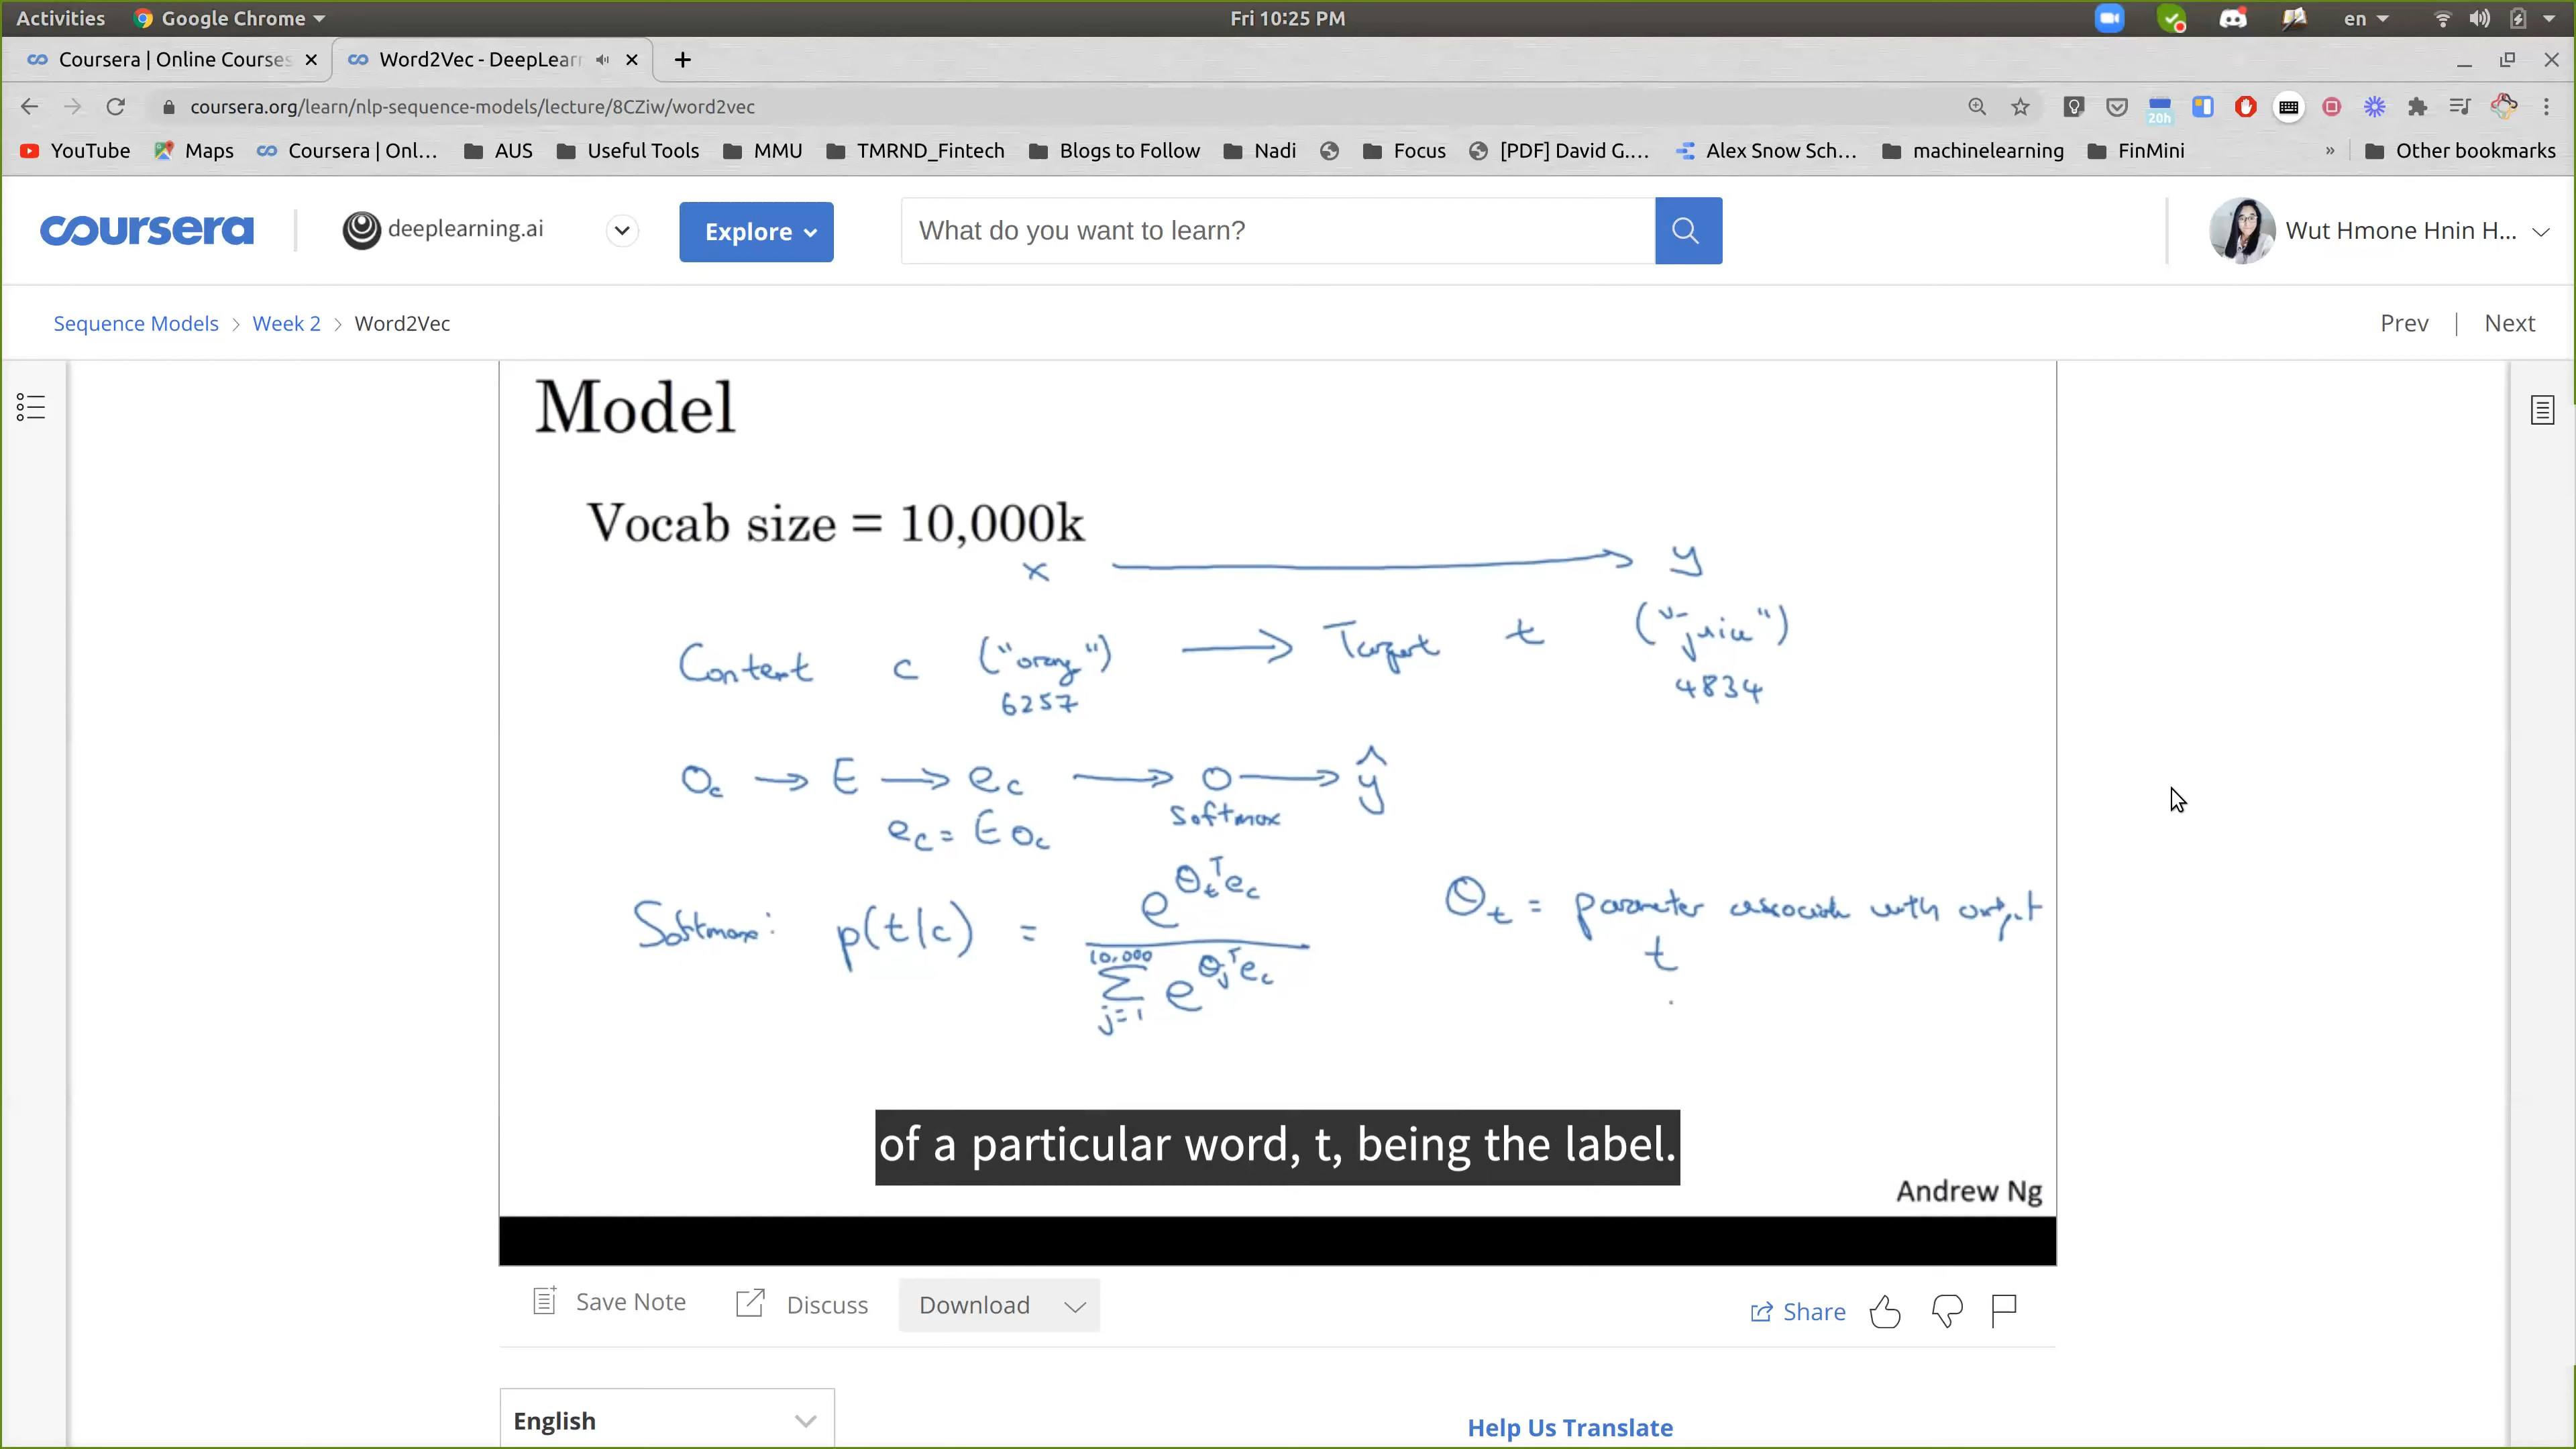 Activities Google Chrome Fri 10:25 PM en
Coursera | Online Courses Word2Vec - DeepLearn
coursera.org/learn/nlp-sequence-models/lecture/8CZiw/word2vec 20h
YouTube Maps Coursera | Onl... AUS Useful Tools MMU TMRND_Fintech Blogs to Follow Nadi Focus [PDF] David G.... Alex Snow Sch... machinelearning FinMini » Other bookmarks
coursera deeplearning.ai Explore What do you want to learn? Wut Hmone Hnin H...
Sequence Models > Week 2 > Word2Vec Prev | Next
Model
Vocab size = 10,000k
x → y
Context c ("orange") → Target t ("juice")
6257 4834
O_c → E → e_c → o → ŷ
e_c = E o_c softmax
Softmax: p(t|c) = e^{θ_t^T e_c} / Σ_{j=1}^{10,000} e^{θ_j^T e_c} θ_t = parameter associated with output
t
of a particular word, t, being the label.
Andrew Ng
Save Note Discuss Download Share
English Help Us Translate